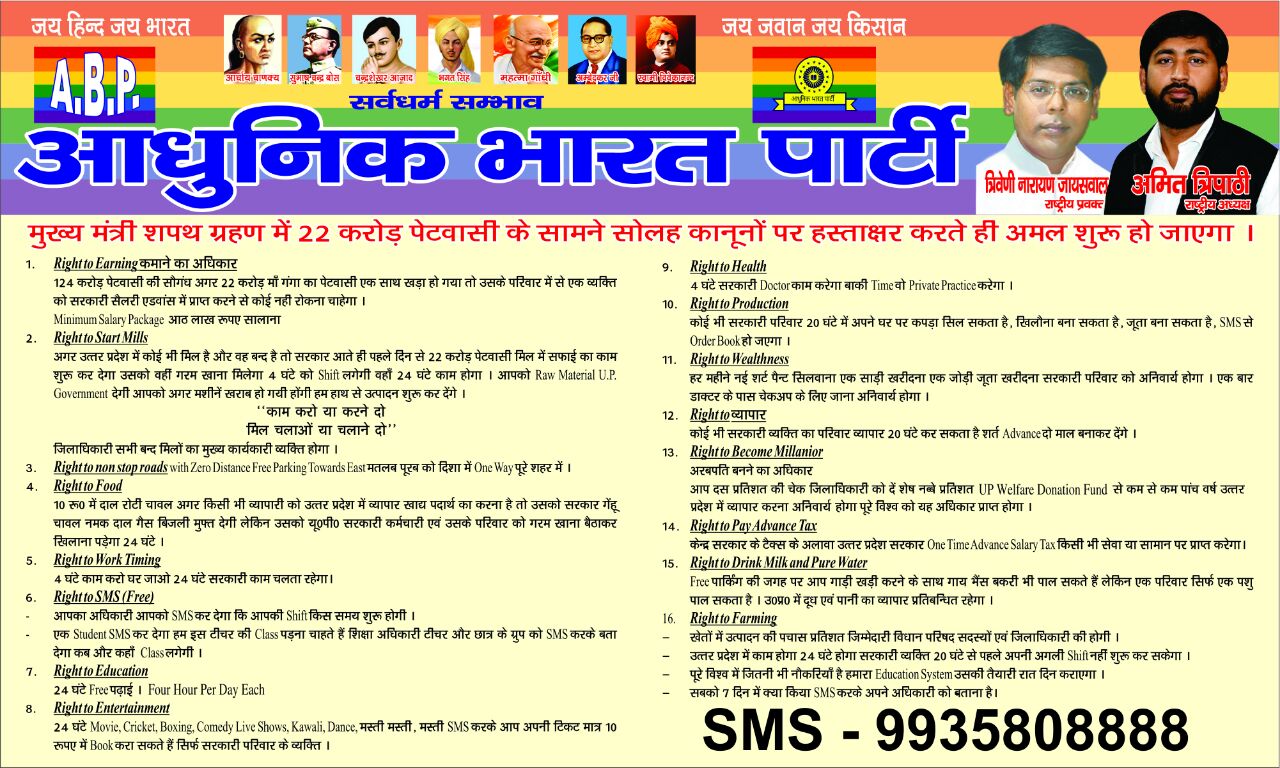 जय हिन्द जय भारत
जय जवान जय किसान
A.B.P.
आचार्य चाणक्य
सुभाष चन्द्र बोस
चन्द्रशेखर आज़ाद
भगत सिंह
महात्मा गाँधी
अम्बेदकर जी
स्वामी विवेकानन्द
सर्वधर्म सम्भाव
आधुनिक भारत पार्टी
आधुनिक भारत पार्टी
त्रिवेणी नारायण जायसवाल
राष्ट्रीय प्रवक्त
अमित त्रिपाठी
राष्ट्रीय अध्यक्ष
मुख्य मंत्री शपथ ग्रहण में 22 करोड़ पेटवासी के सामने सोलह कानूनों पर हस्ताक्षर करते ही अमल शुरू हो जाएगा ।
1. Right to Earning कमाने का अधिकार
124 करोड़ पेटवासी की सौगंध अगर 22 करोड़ माँ गंगा का पेटवासी एक साथ खड़ा हो गया तो उसके परिवार में से एक व्यक्ति
को सरकारी सैलरी एडवांस में प्राप्त करने से कोई नही रोकना चाहेगा ।
Minimum Salary Package आठ लाख रूपए सालाना
2. Right to Start Mills
अगर उत्तर प्रदेश में कोई भी मिल है और वह बन्द है तो सरकार आते ही पहले दिन से 22 करोड़ पेटवासी मिल में सफाई का काम
शुरू कर देगा उसको वहीं गरम खाना मिलेगा 4 घंटे को Shift लगेगी वहाँ 24 घंटे काम होगा । आपको Raw Material U.P.
Government देगी आपको अगर मशीनें खराब हो गयी होंगी हम हाथ से उत्पादन शुरू कर देंगे ।
‘‘काम करो या करने दो
मिल चलाओं या चलाने दो’’
जिलाधिकारी सभी बन्द मिलों का मुख्य कार्यकारी व्यक्ति होगा ।
3. Right to non stop roads with Zero Distance Free Parking Towards East मतलब पूरब को दिशा में One Way पूरे शहर में ।
4. Right to Food
10 रू0 में दाल रोटी चावल अगर किसी भी व्यापारी को उत्तर प्रदेश में व्यापार खाद्य पदार्थ का करना है तो उसको सरकार गेंहू
चावल नमक दाल गैस बिजली मुफ्त देगी लेकिन उसको यू0पी0 सरकारी कर्मचारी एवं उसके परिवार को गरम खाना बैठाकर
खिलाना पड़ेगा 24 घंटे ।
5. Right to Work Timing
4 घंटे काम करो घर जाओ 24 घंटे सरकारी काम चलता रहेगा।
6. Right to SMS (Free)
- आपका अधिकारी आपको SMS कर देगा कि आपकी Shift किस समय शुरू होगी ।
- एक Student SMS कर देगा हम इस टीचर की Class पड़ना चाहते हैं शिक्षा अधिकारी टीचर और छात्र के ग्रुप को SMS करके बता
देगा कब और कहाँ Class लगेगी ।
7. Right to Education
24 घंटे Free पढ़ाई । Four Hour Per Day Each
8. Right to Entertainment
24 घंटे Movie, Cricket, Boxing, Comedy Live Shows, Kawali, Dance, मस्ती मस्ती, मस्ती SMS करके आप अपनी टिकट मात्र 10
रूपए में Book करा सकते हैं सिर्फ सरकारी परिवार के व्यक्ति ।
9. Right to Health
4 घंटे सरकारी Doctor काम करेगा बाकी Time वो Private Practice करेगा ।
10. Right to Production
कोई भी सरकारी परिवार 20 घंटे में अपने घर पर कपड़ा सिल सकता है, खिलौना बना सकता है, जूता बना सकता है, SMS से
Order Book हो जएगा ।
11. Right to Wealthness
हर महीने नई शर्ट पैन्ट सिलवाना एक साड़ी खरीदना एक जोड़ी जूता खरीदना सरकारी परिवार को अनिवार्य होगा । एक बार
डाक्टर के पास चेकअप के लिए जाना अनिवार्य होगा ।
12. Right to व्यापार
कोई भी सरकारी व्यक्ति का परिवार व्यापार 20 घंटे कर सकता है शर्त Advance दो माल बनाकर देंगे ।
13. Right to Become Millanior
अरबपति बनने का अधिकार
आप दस प्रतिशत की चेक जिलाधिकारी को दें शेष नब्बे प्रतिशत UP Welfare Donation Fund से कम से कम पांच वर्ष उत्तर
प्रदेश में व्यापार करना अनिवार्य होगा पूरे विश्व को यह अधिकार प्राप्त होगा ।
14. Right to Pay Advance Tax
केन्द्र सरकार के टैक्स के अलावा उत्तर प्रदेश सरकार One Time Advance Salary Tax किसी भी सेवा या सामान पर प्राप्त करेगा।
15. Right to Drink Milk and Pure Water
Free पार्किंग की जगह पर आप गाड़ी खड़ी करने के साथ गाय भैंस बकरी भी पाल सकते हैं लेकिन एक परिवार सिर्फ एक पशु
पाल सकता है । उ0प्र0 में दूध एवं पानी का व्यापार प्रतिबन्धित रहेगा ।
16. Right to Farming
– खेतों में उत्पादन की पचास प्रतिशत जिम्मेदारी विधान परिषद सदस्यों एवं जिलाधिकारी की होगी ।
– उत्तर प्रदेश में काम होगा 24 घंटे होगा सरकारी व्यक्ति 20 घंटे से पहले अपनी अगली Shift नहीं शुरू कर सकेगा ।
– पूरे विश्व में जितनी भी नौकरियाँ है हमारा Education System उसकी तैयारी रात दिन कराएगा ।
– सबको 7 दिन में क्या किया SMS करके अपने अधिकारी को बताना है।
SMS - 9935808888